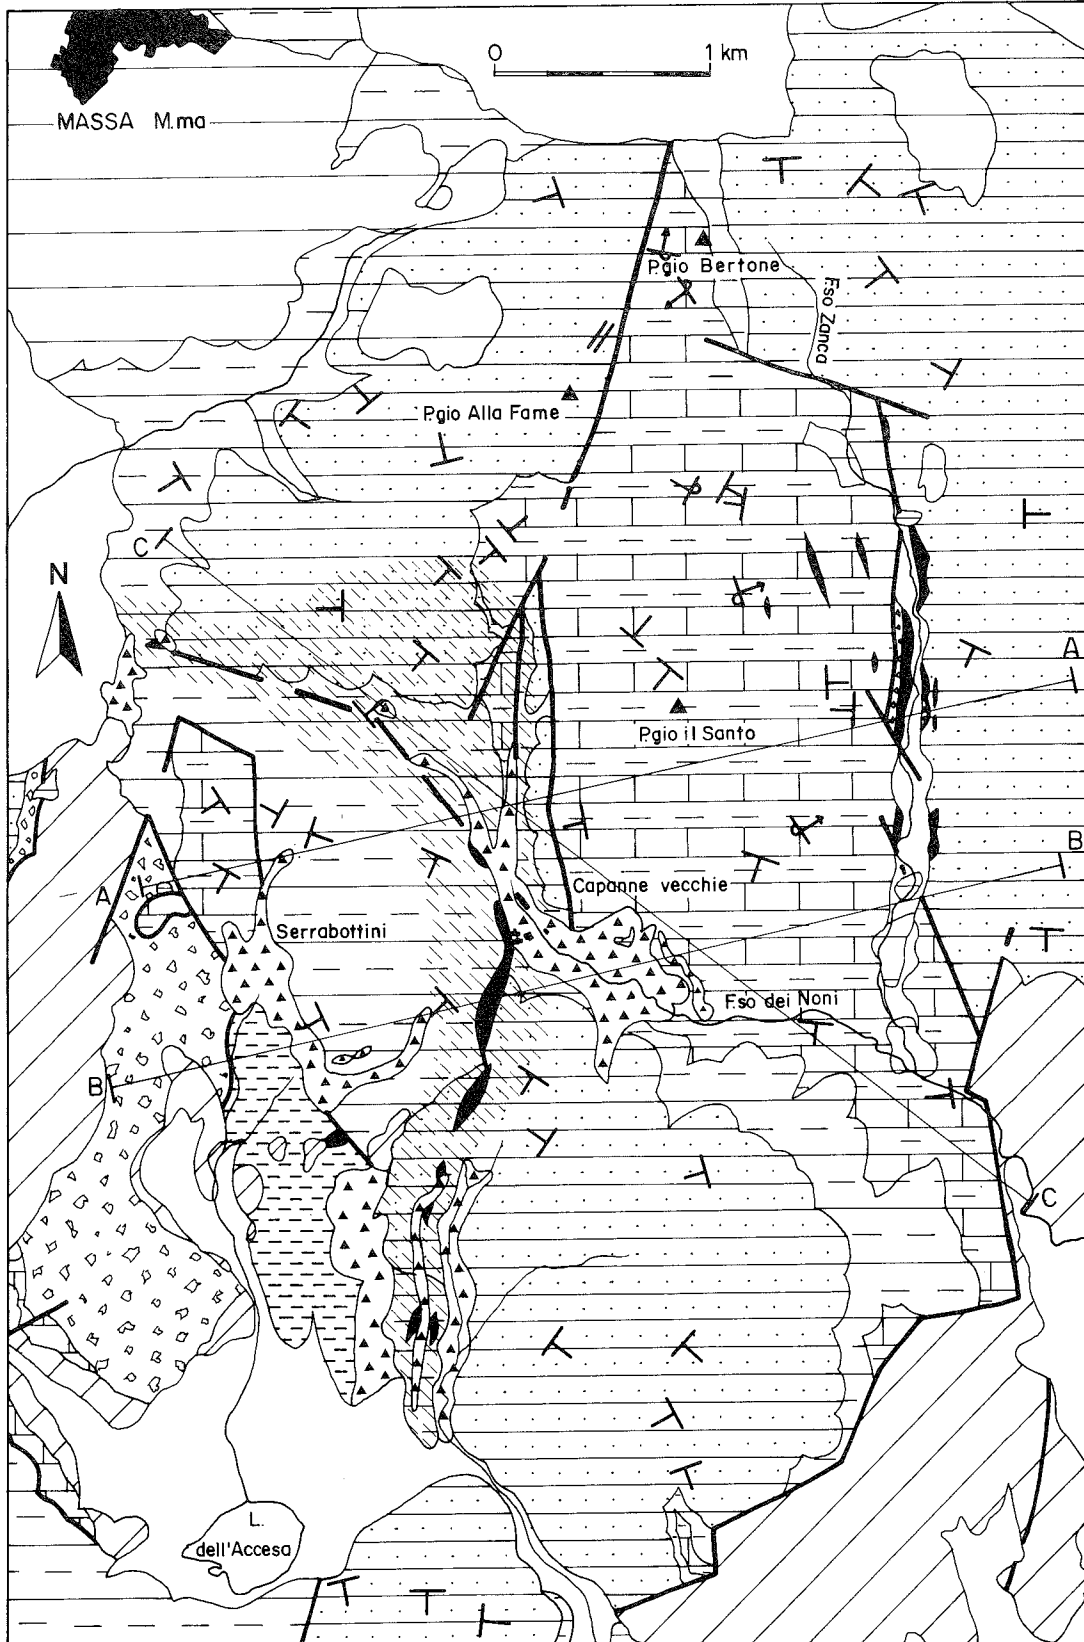 0 1 km
MASSA M.ma
P.gio Bertone
F.so Zanca
P.gio Alla Fame
C
N
A
P.gio il Santo
B
Capanne vecchie
A
Serrabottini
F.so dei Noni
B
C
L.
dell'Accesa